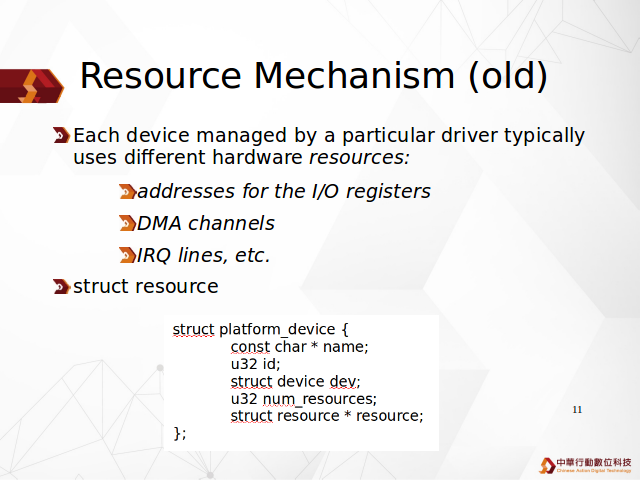 Resource Mechanism (old)
Each device managed by a particular driver typically
uses different hardware resources:
addresses for the I/O registers
DMA channels
IRQ lines, etc.
struct resource
struct platform_device {
const char * name;
u32 id;
struct device dev;
u32 num_resources;
struct resource * resource;
};
11
中華行動數位科技
Chinese Action Digital Technology